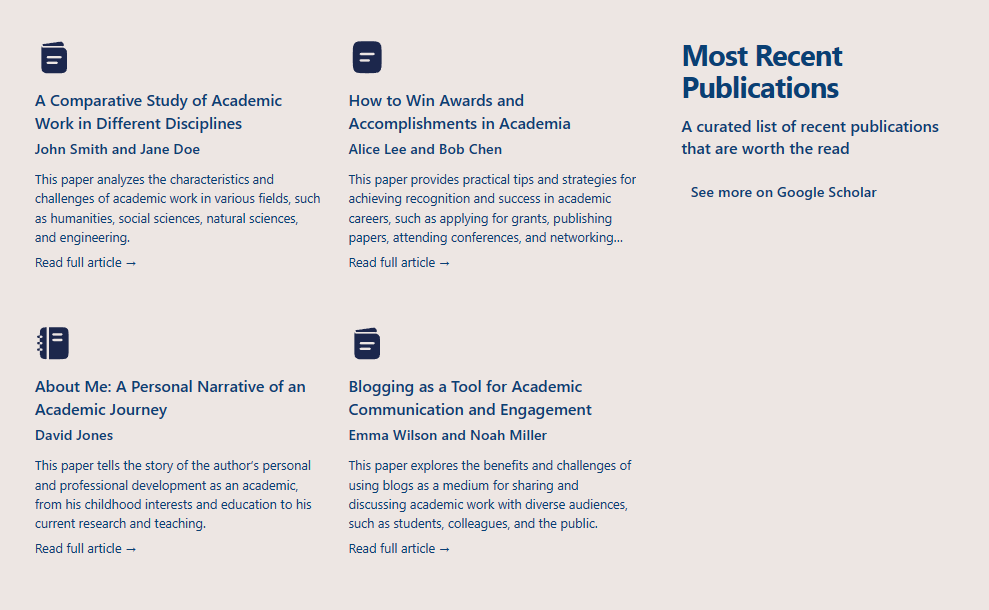 Most Recent
Publications
A curated list of recent publications
that are worth the read
See more on Google Scholar
A Comparative Study of Academic
Work in Different Disciplines
John Smith and Jane Doe
This paper analyzes the characteristics and
challenges of academic work in various fields, such
as humanities, social sciences, natural sciences,
and engineering.
Read full article →
How to Win Awards and
Accomplishments in Academia
Alice Lee and Bob Chen
This paper provides practical tips and strategies for
achieving recognition and success in academic
careers, such as applying for grants, publishing
papers, attending conferences, and networking...
Read full article →
About Me: A Personal Narrative of an
Academic Journey
David Jones
This paper tells the story of the author's personal
and professional development as an academic,
from his childhood interests and education to his
current research and teaching.
Read full article →
Blogging as a Tool for Academic
Communication and Engagement
Emma Wilson and Noah Miller
This paper explores the benefits and challenges of
using blogs as a medium for sharing and
discussing academic work with diverse audiences,
such as students, colleagues, and the public.
Read full article →